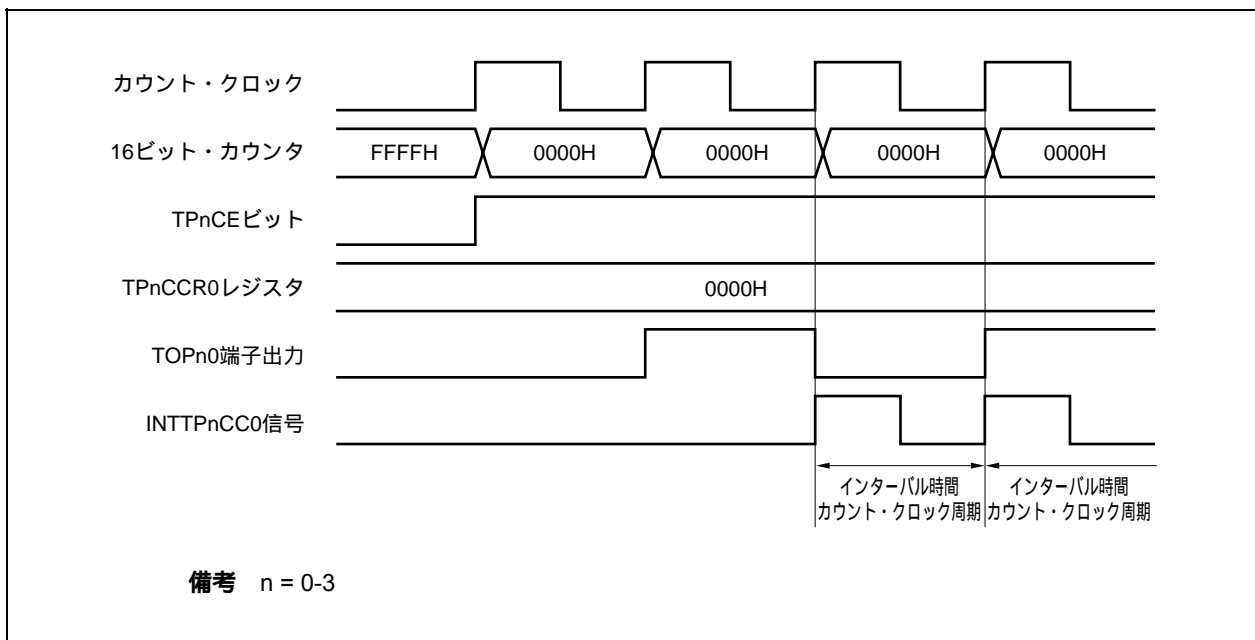 カウント・クロック
16ビット・カウンタ
FFFFH
0000H
0000H
0000H
0000H
TPnCEビット
TPnCCR0レジスタ
0000H
TOPn0端子出力
INTTPnCC0信号
インターバル時間
カウント・クロック周期
インターバル時間
カウント・クロック周期
備考 n = 0-3